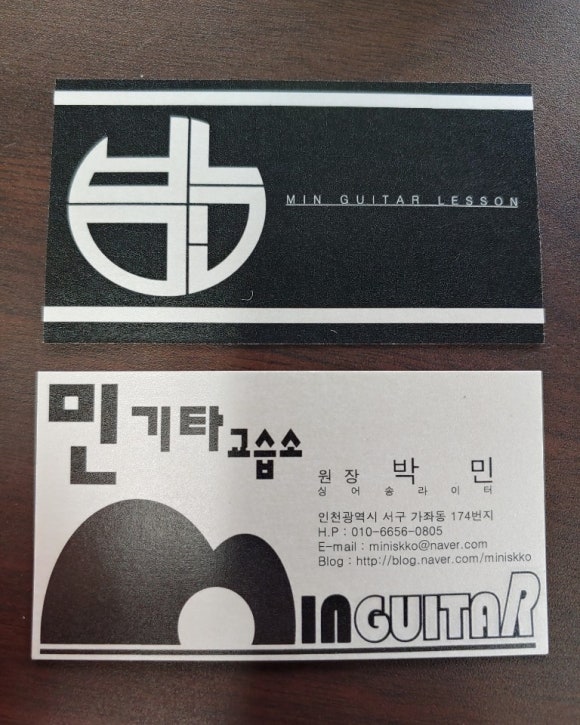 MIN GUITAR LESSON
민 기타 교습소
원장 박 민
싱어송라이터
인천광역시 서구 가좌동 174번지
H.P : 010-6656-0805
E-mail : miniskko@naver.com
Blog : http://blog.naver.com/miniskko
MINGUITAR